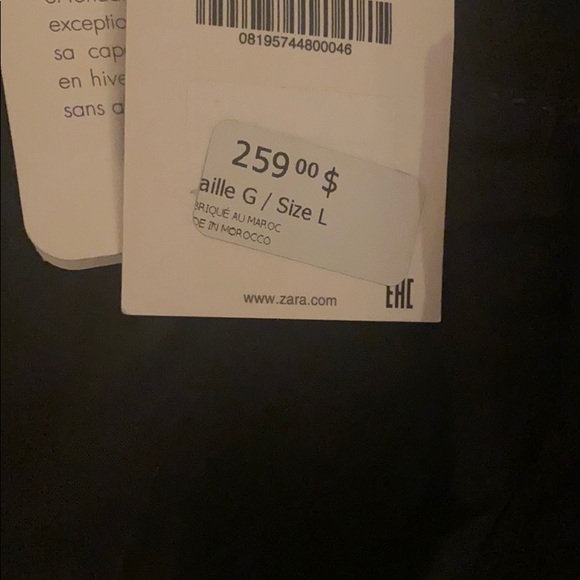 exceptio
sa cap
en hive
sans a
08195744800046
259 00 $
aille G / Size L
BRIQUÉ AU MAROC
DE IN MOROCCO
www.zara.com
EAC